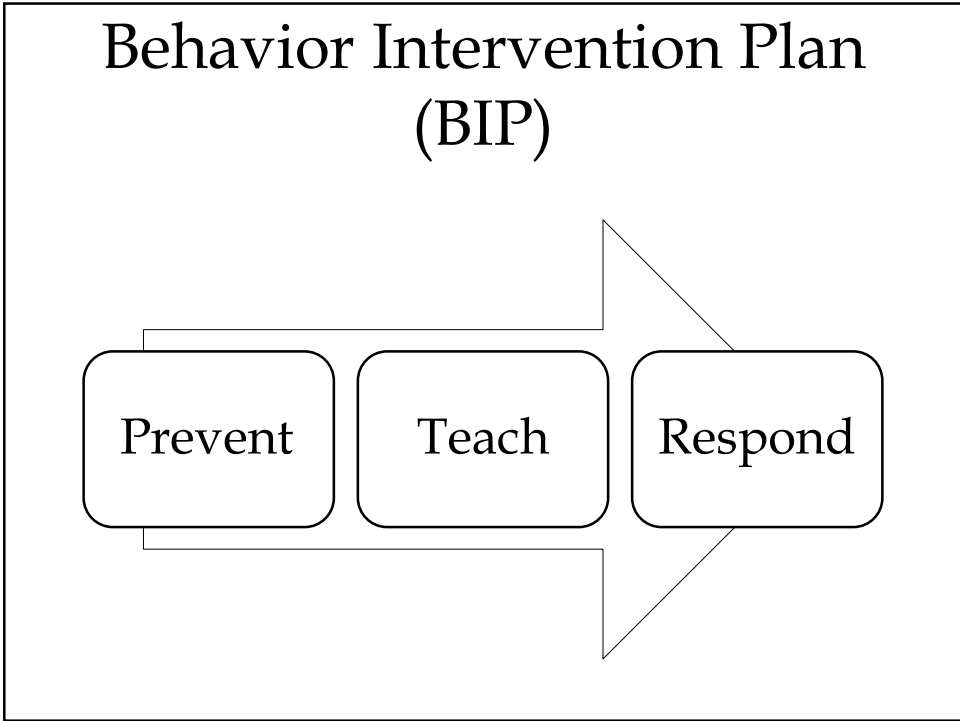 Behavior Intervention Plan
(BIP)
Prevent
Teach
Respond